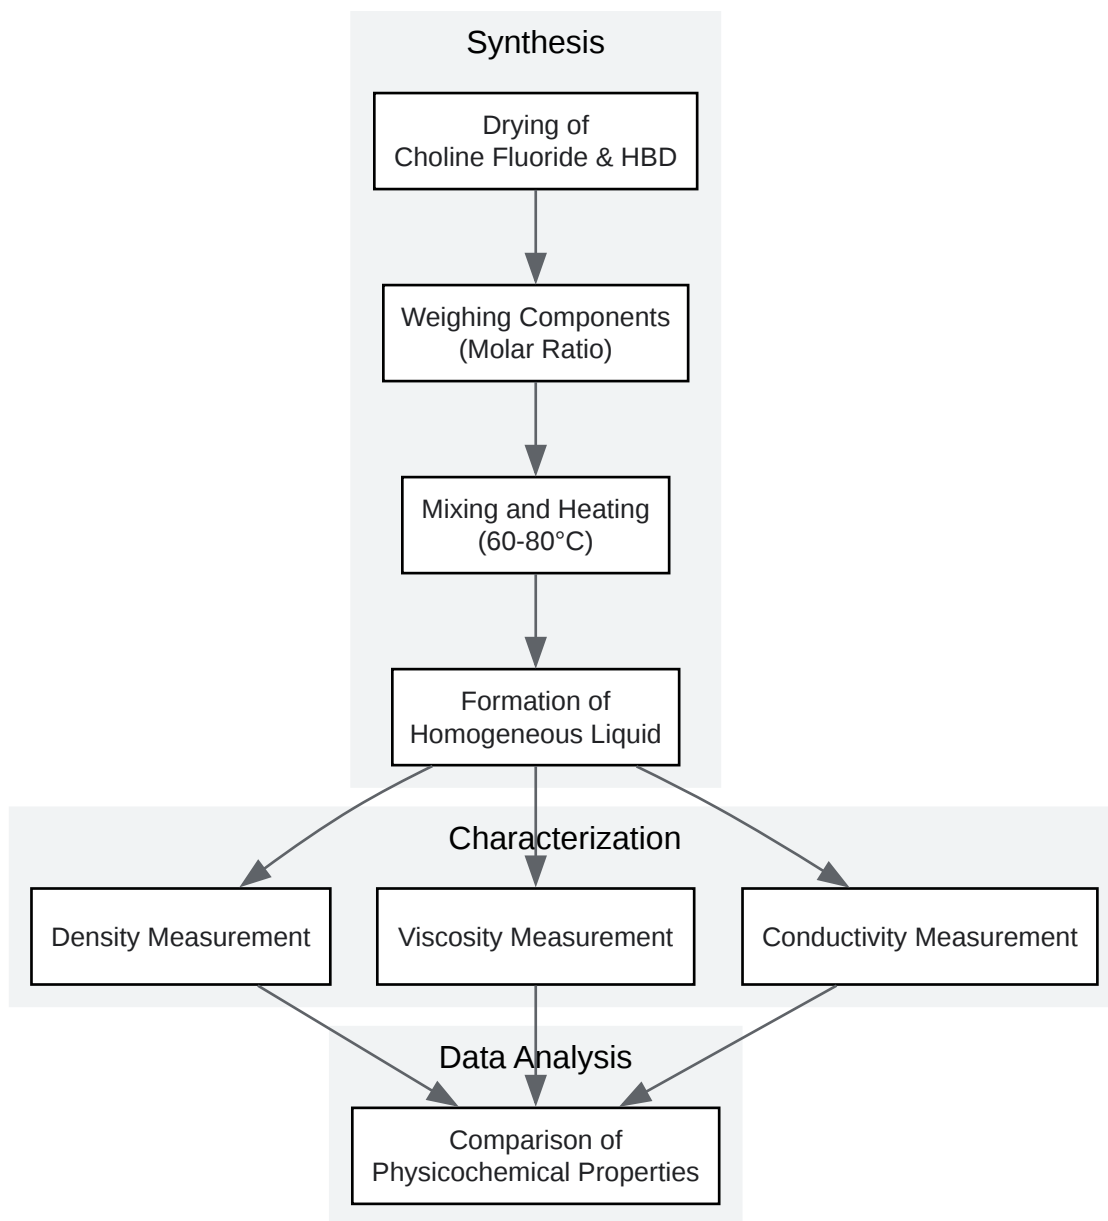 Synthesis
Drying of
Choline Fluoride & HBD
Weighing Components
(Molar Ratio)
Mixing and Heating
(60-80°C)
Formation of
Homogeneous Liquid
Characterization
Density Measurement
Viscosity Measurement
Conductivity Measurement
Data Analysis
Comparison of
Physicochemical Properties